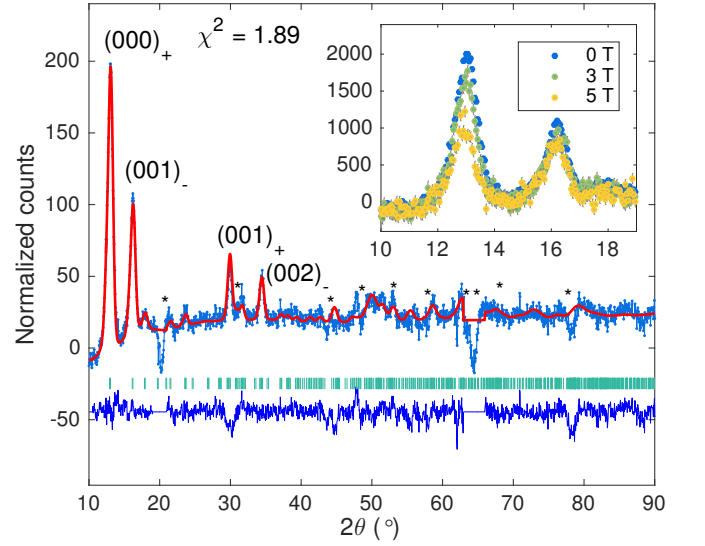 χ² = 1.89
(000)₊
(001)₋
(001)₊
(002)₋
* * * * * * * * * *
Normalized counts
200
150
100
50
0
-50
10 20 30 40 50 60 70 80 90
2θ (°)
0 T
3 T
5 T
2000
1500
1000
500
0
10 12 14 16 18